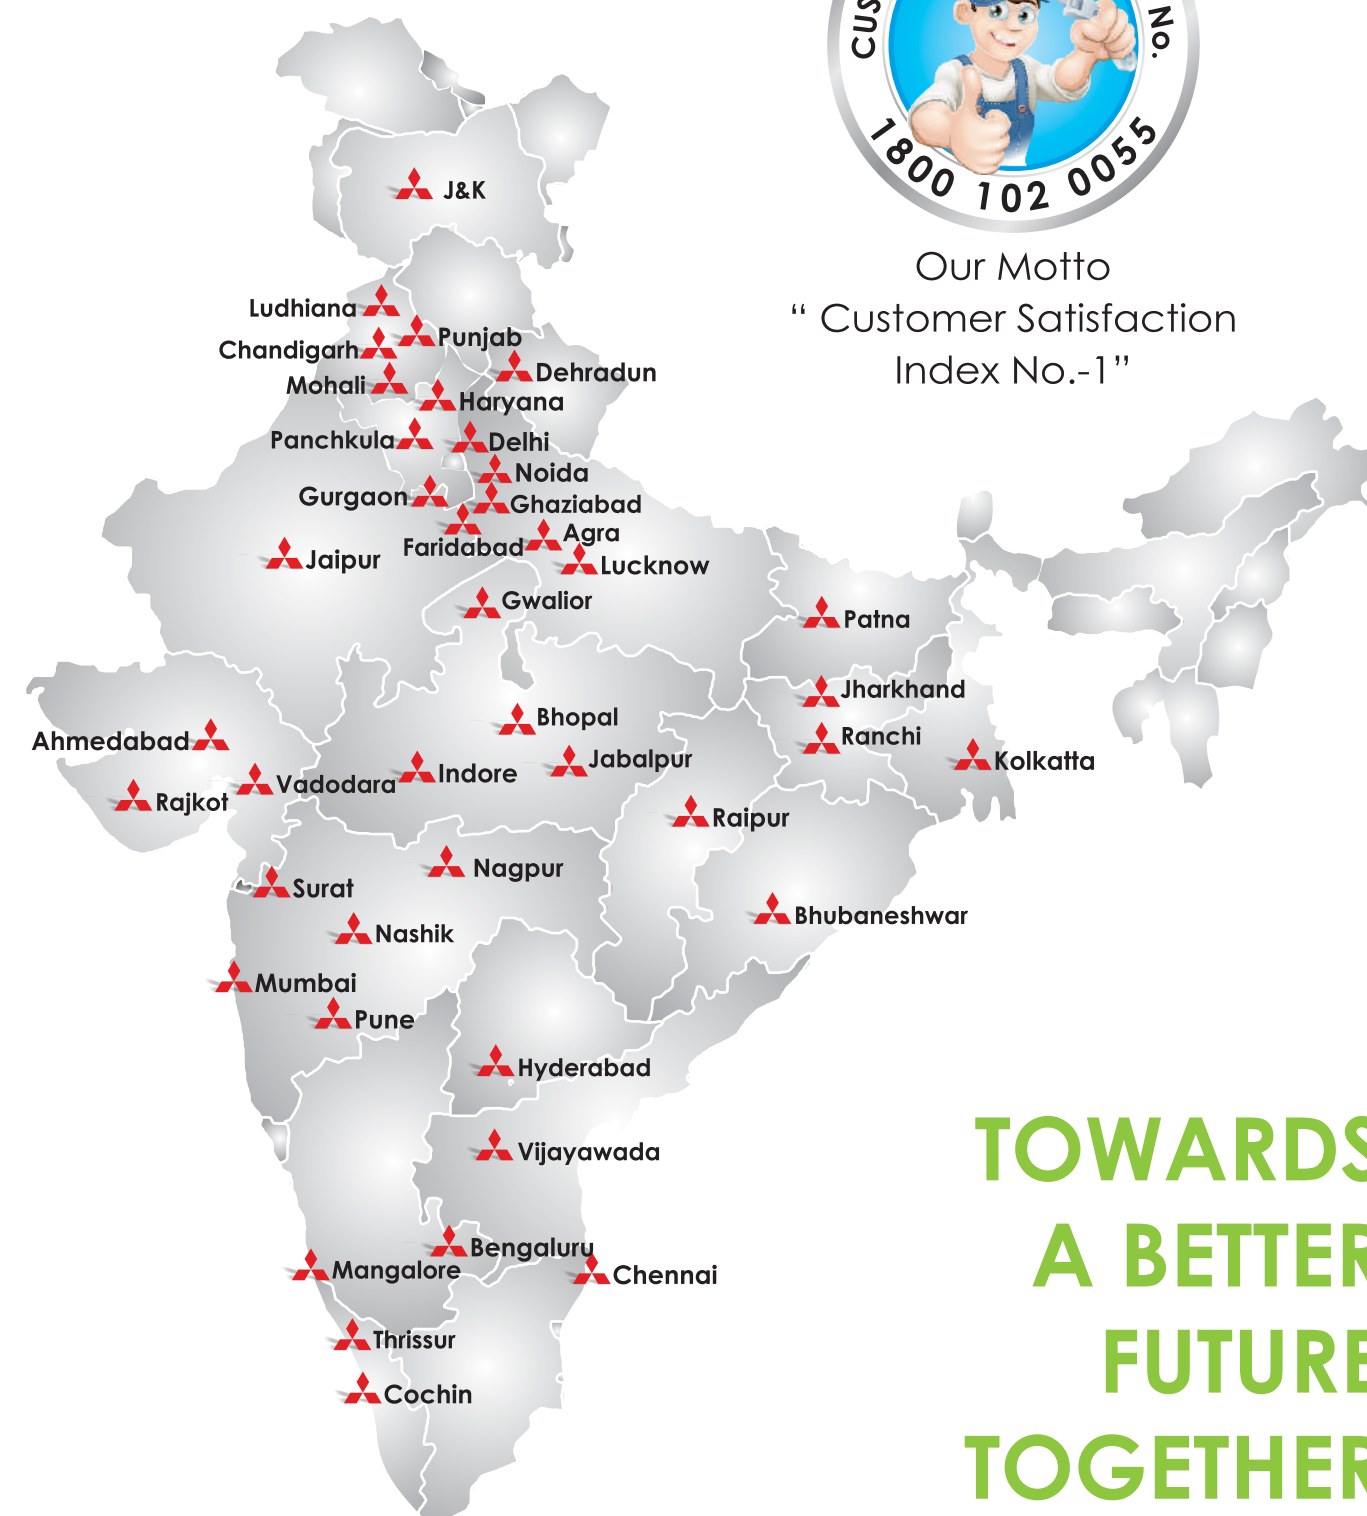 No.
1800 102 0055
Our Motto
“ Customer Satisfaction
Index No.-1”
J&K
Ludhiana
Punjab
Chandigarh
Dehradun
Mohali
Haryana
Panchkula
Delhi
Noida
Gurgaon
Ghaziabad
Agra
Faridabad
Jaipur
Lucknow
Gwalior
Patna
Jharkhand
Bhopal
Ranchi
Ahmedabad
Jabalpur
Kolkatta
Indore
Vadodara
Rajkot
Raipur
Nagpur
Surat
Bhubaneshwar
Nashik
Mumbai
Pune
Hyderabad
Vijayawada
Bengaluru
Mangalore
Chennai
Thrissur
Cochin
TOWARDS
A BETTER
FUTURE
TOGETHER